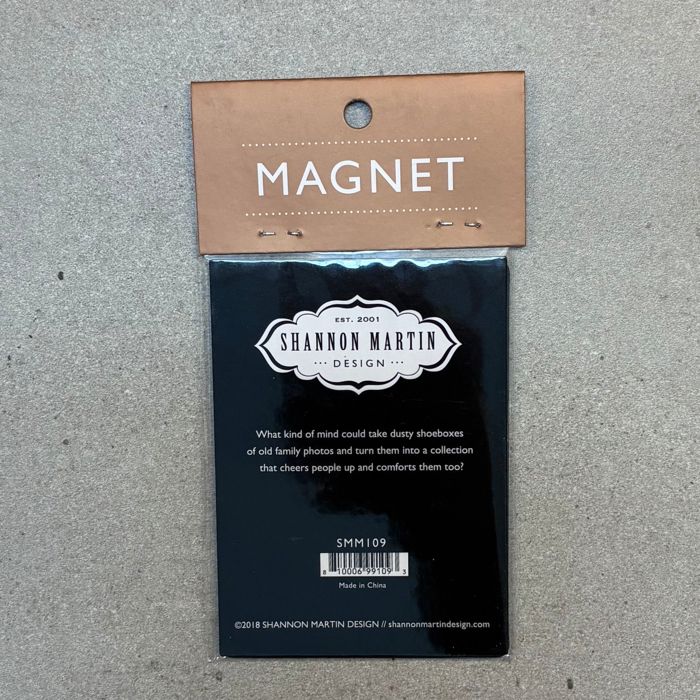 MAGNET
EST. 2001
SHANNON MARTIN
··· DESIGN ···
What kind of mind could take dusty shoeboxes
of old family photos and turn them into a collection
that cheers people up and comforts them too?
SMM109
8 10006 99109 3
Made in China
©2018 SHANNON MARTIN DESIGN // shannonmartindesign.com